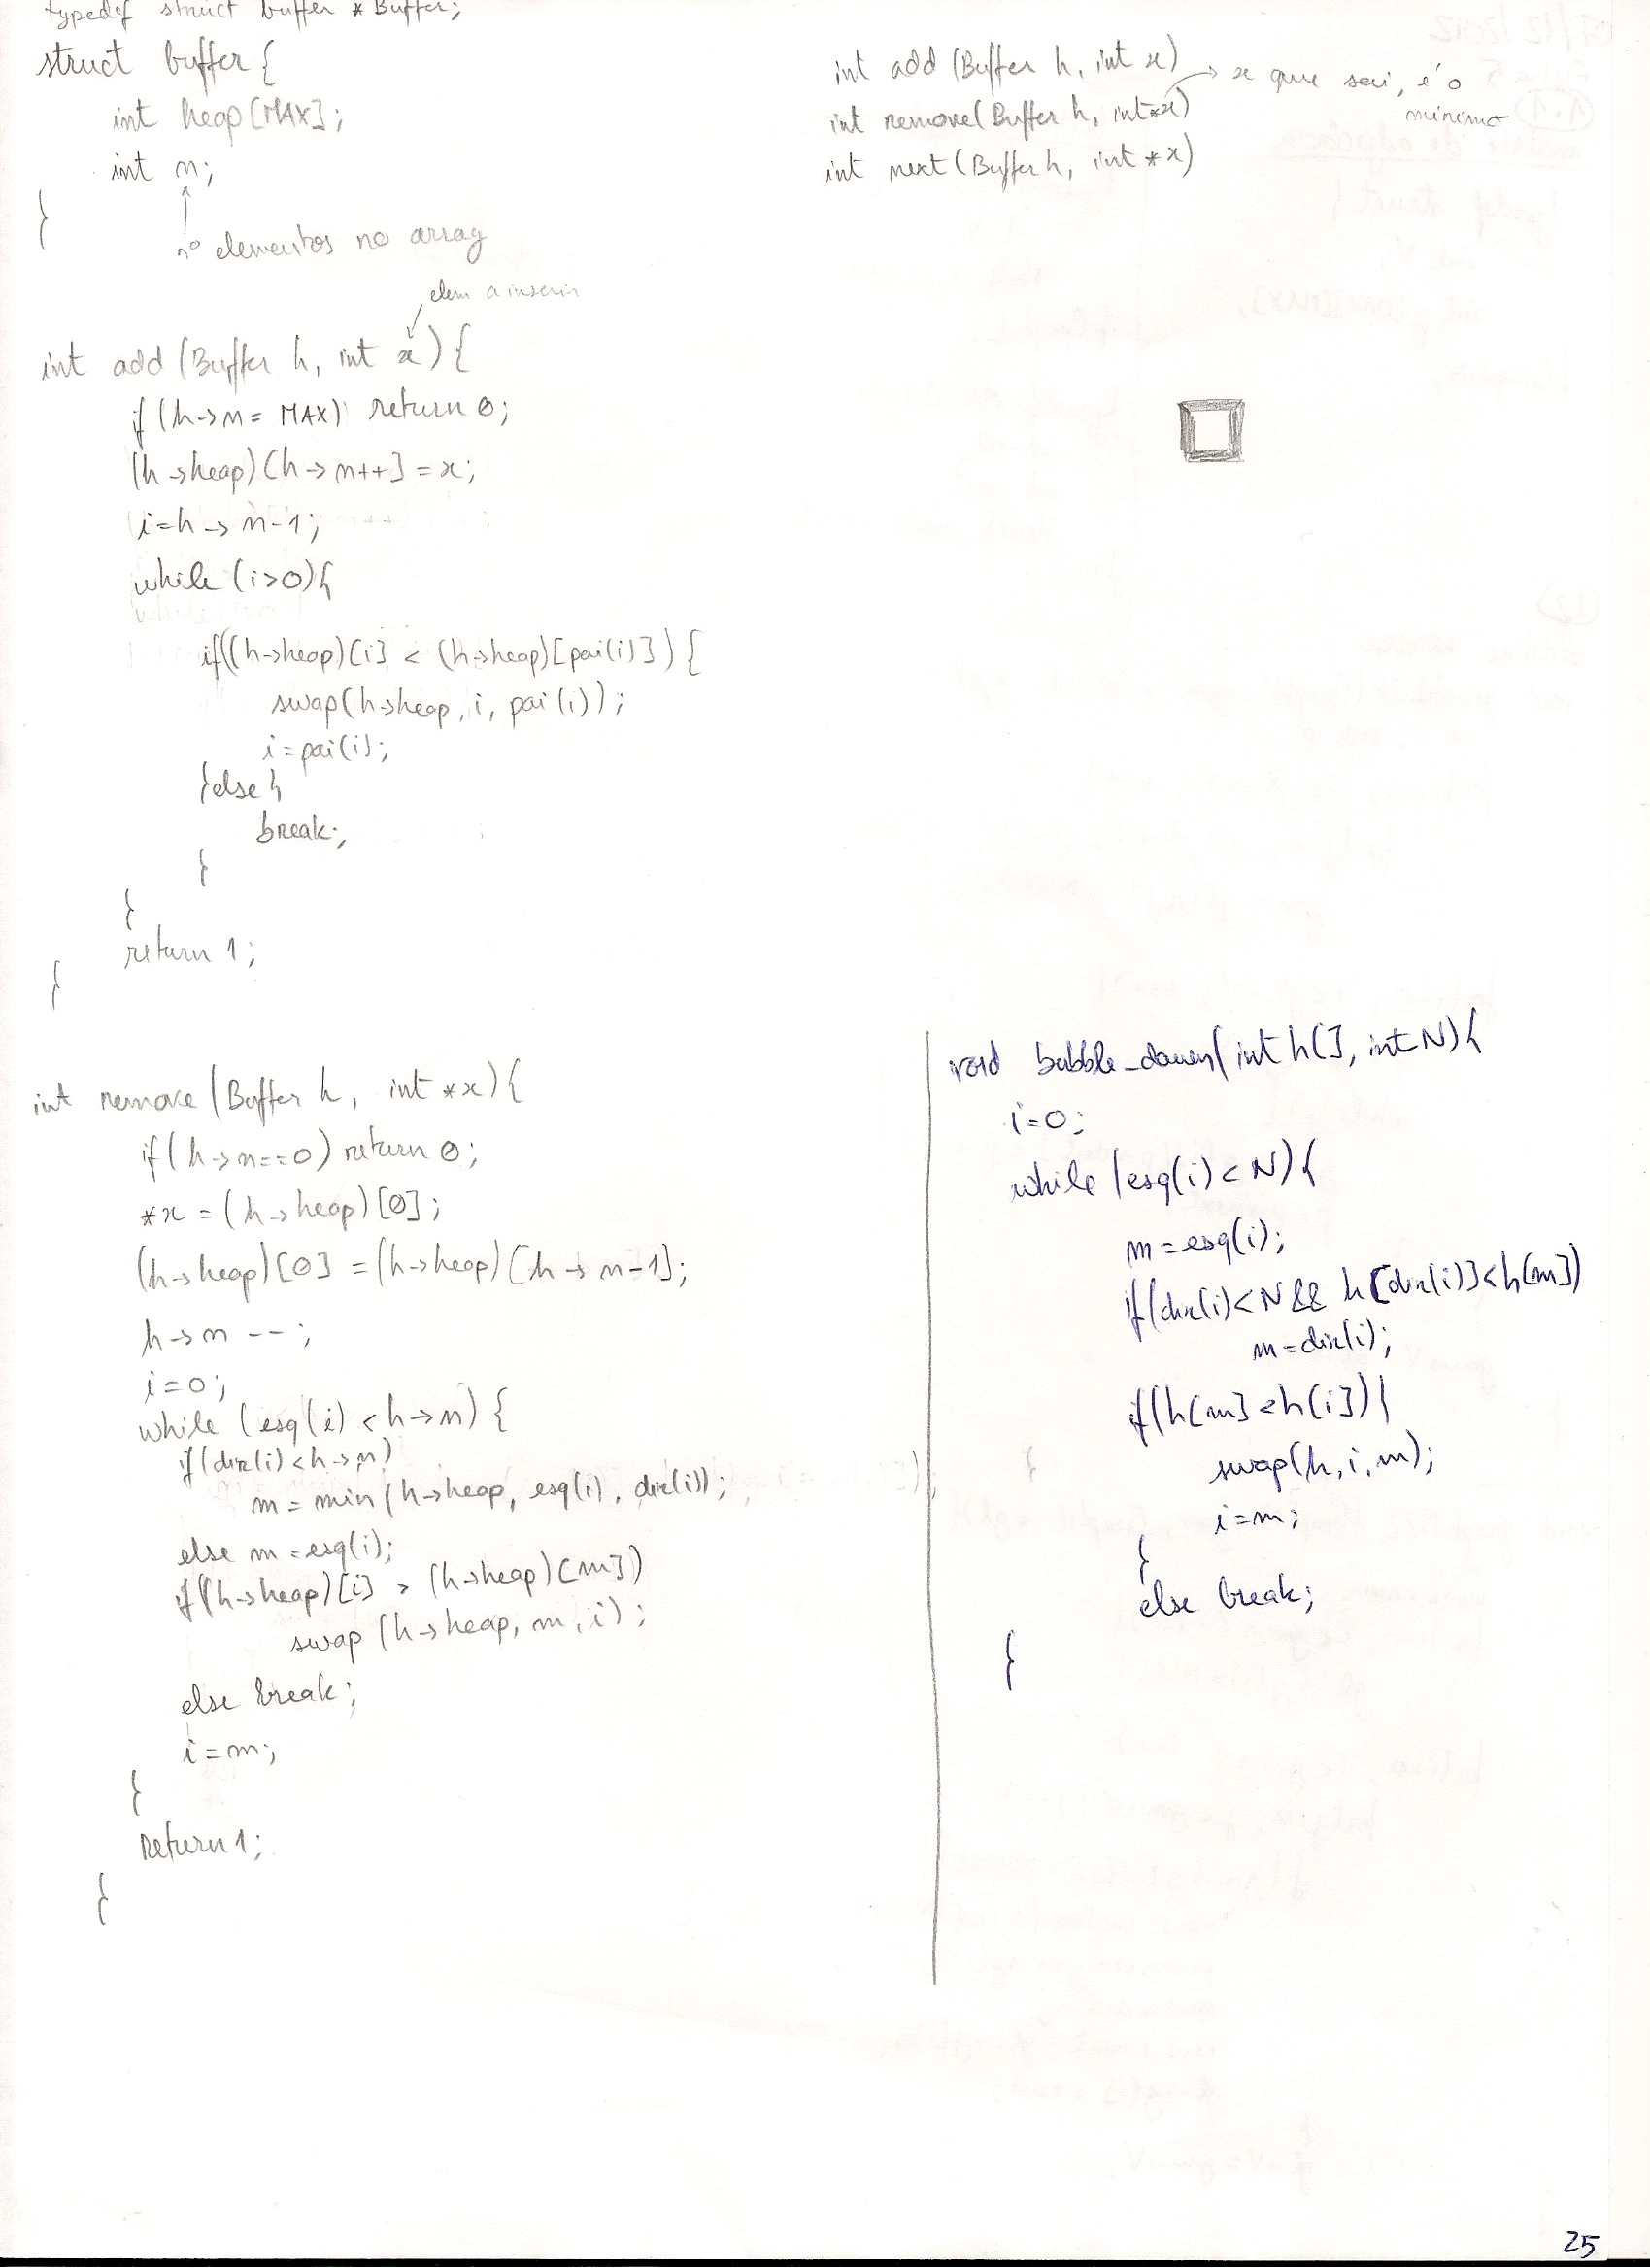 typedef struct buffer * Buffer;
struct buffer {
int heap[MAX];
int n;
}
nº elementos no array
int add (Buffer h, int x) → x que sai, é o
mínimo
int remove(Buffer h, int*x)
int next (Buffer h, int * x)
elem a inserir
int add (Buffer h, int x) {
if (h->n = MAX) return 0;
(h->heap)[h->n++] = x;
i=h->n-1;
while (i>0){
if((h->heap)[i] < (h->heap)[pai(i)]) {
swap(h->heap, i, pai(i));
i=pai(i);
}else{
break;
}
}
return 1;
}
int remove (Buffer h, int *x) {
if (h->n==0) return 0;
*x = (h->heap)[0];
(h->heap)[0] = (h->heap)[h->n-1];
h->n --;
i=0;
while (esq(i) < h->n) {
if(dir(i) < h->n)
m = min(h->heap, esq(i), dir(i));
else m = esq(i);
if((h->heap)[i] > (h->heap)[m])
swap (h->heap, m, i);
else break;
i=m;
}
return 1;
}
void bubble_down(int h[], int N){
i=0;
while (esq(i) < N){
m = esq(i);
if(dir(i)<N && h[dir(i)]<h[m])
m=dir(i);
if(h[m] < h[i]){
swap(h, i, m);
i=m;
}
else break;
}
25